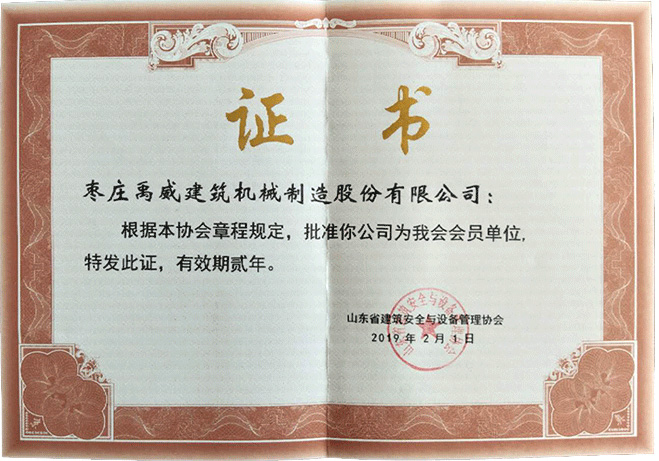 证 书
枣庄禹威建筑机械制造股份有限公司:
根据本协会章程规定，批准你公司为我会会员单位，
特发此证，有效期贰年。
山东省建筑安全与设备管理协会
2019 年 2 月 1 日